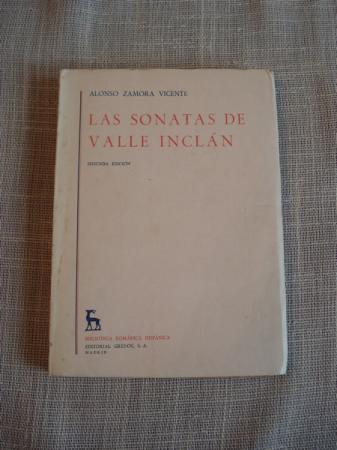 ALONSO ZAMORA VICENTE
LAS SONATAS DE
VALLE INCLÁN
SEGUNDA EDICIÓN
BIBLIOTECA ROMÁNICA HISPÁNICA
EDITORIAL GREDOS, S. A.
MADRID